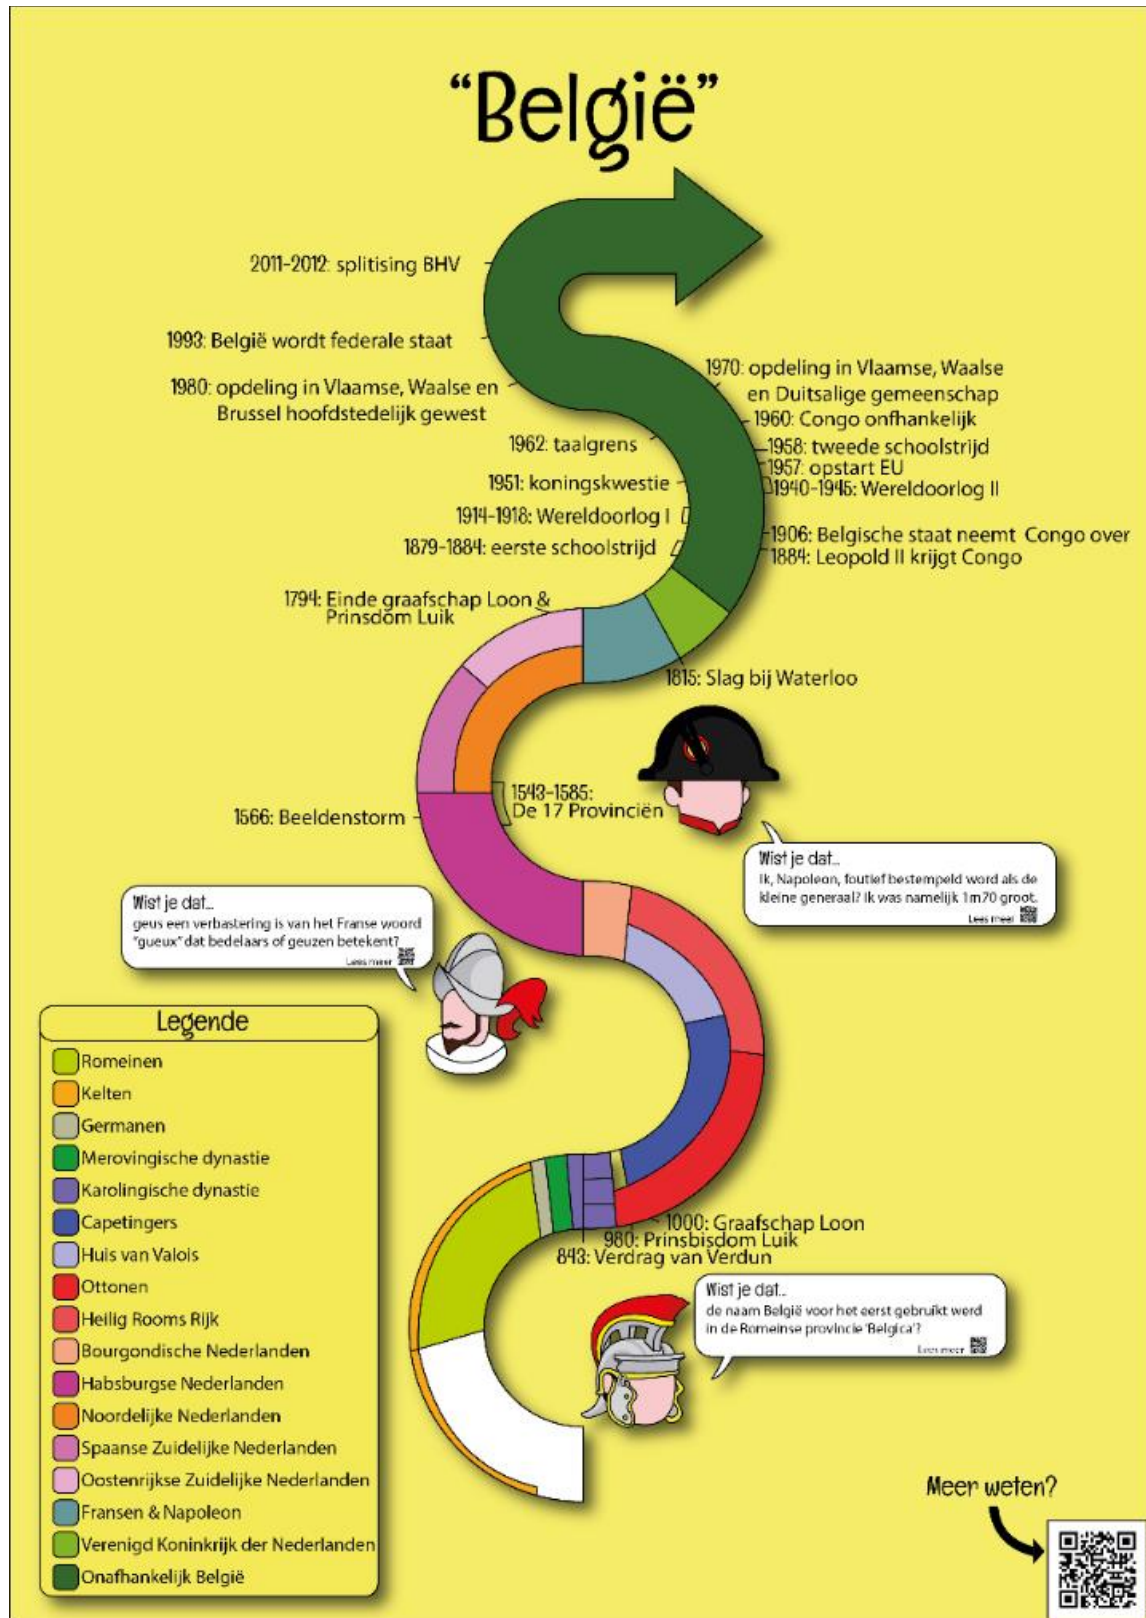 “België”
2011-2012: splitising BHV
1993: België wordt federale staat
1980: opdeling in Vlaamse, Waalse en
Brussel hoofdstedelijk gewest
1970: opdeling in Vlaamse, Waalse
en Duitsalige gemeenschap
1960: Congo onfhankelijk
1962: taalgrens
1958: tweede schoolstrijd
1957: opstart EU
1951: koningskwestie
1940-1945: Wereldoorlog II
1914-1918: Wereldoorlog I
1906: Belgische staat neemt Congo over
1879-1884: eerste schoolstrijd
1884: Leopold II krijgt Congo
1794: Einde graafschap Loon &
Prinsdom Luik
1815: Slag bij Waterloo
1543-1585:
De 17 Provinciën
1566: Beeldenstorm
Wist je dat...
Ik, Napoleon, foutief bestempeld word als de
kleine generaal? Ik was namelijk 1m70 groot.
Lees meer
Wist je dat...
geus een verbastering is van het Franse woord
"gueux" dat bedelaars of geuzen betekent?
Lees meer
Legende
Romeinen
Kelten
Germanen
Merovingische dynastie
Karolingische dynastie
Capetingers
Huis van Valois
Ottonen
Heilig Rooms Rijk
Bourgondische Nederlanden
Habsburgse Nederlanden
Noordelijke Nederlanden
Spaanse Zuidelijke Nederlanden
Oostenrijkse Zuidelijke Nederlanden
Fransen & Napoleon
Verenigd Koninkrijk der Nederlanden
Onafhankelijk België
1000: Graafschap Loon
980: Prinsbisdom Luik
843: Verdrag van Verdun
Wist je dat...
de naam België voor het eerst gebruikt werd
in de Romeinse provincie 'Belgica'?
Lees meer
Meer weten?